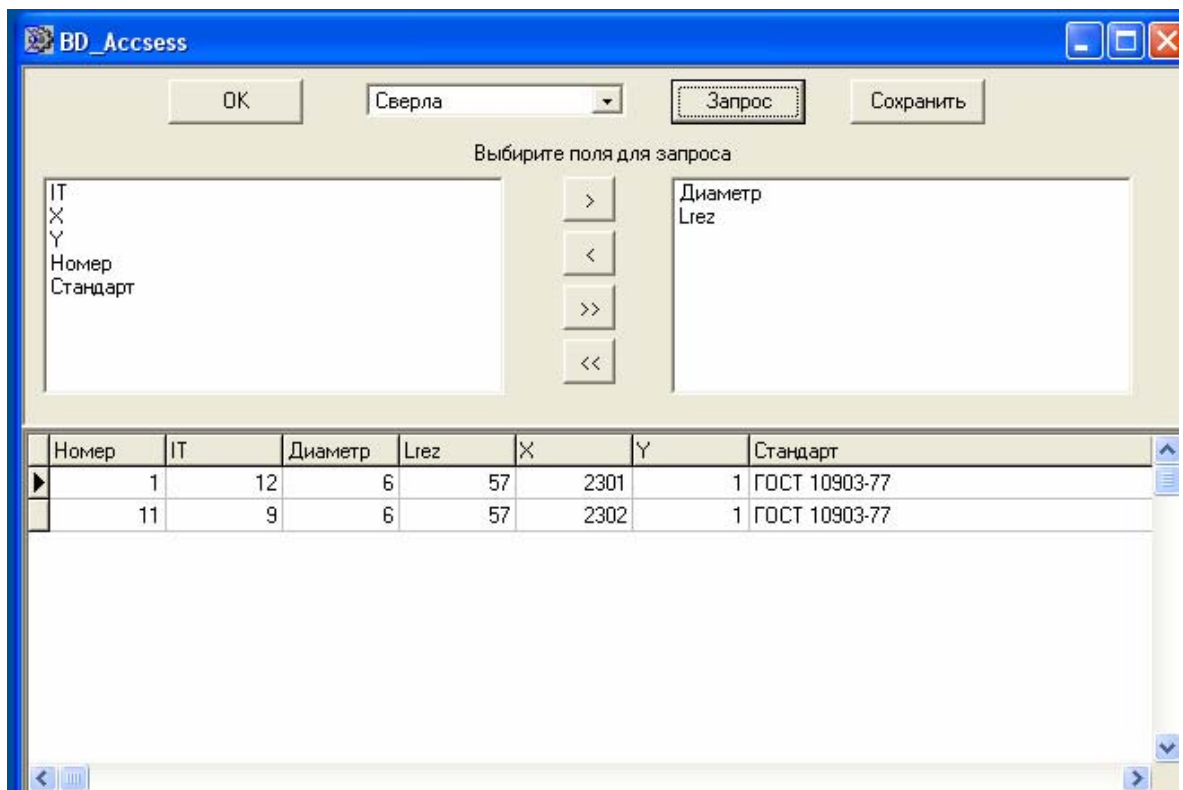 BD_Accsess
OK Сверла Запрос Сохранить
Выбирите поля для запроса
IT
X
Y
Номер
Стандарт
>
<
>>
<<
Диаметр
Lrez
Номер IT Диаметр Lrez X Y Стандарт
1 12 6 57 2301 1 ГОСТ 10903-77
11 9 6 57 2302 1 ГОСТ 10903-77